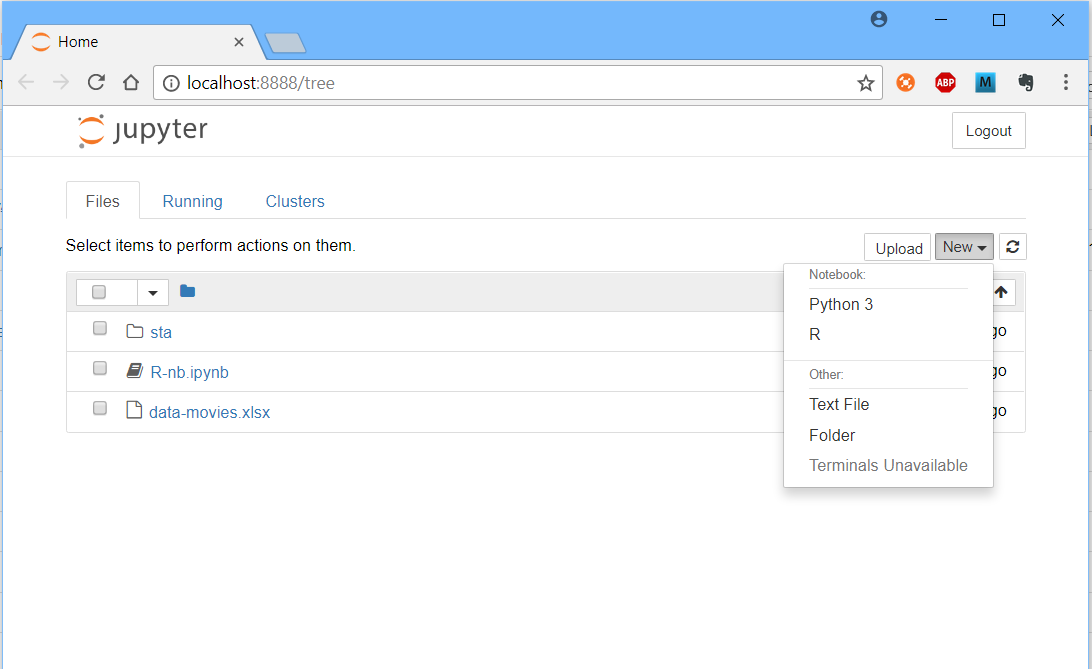 Home
localhost:8888/tree
ABP
M
jupyter
Logout
Files Running Clusters
Select items to perform actions on them.
Upload New
Notebook:
Python 3
R
Other:
Text File
Folder
Terminals Unavailable
sta
go
R-nb.ipynb
go
data-movies.xlsx
go